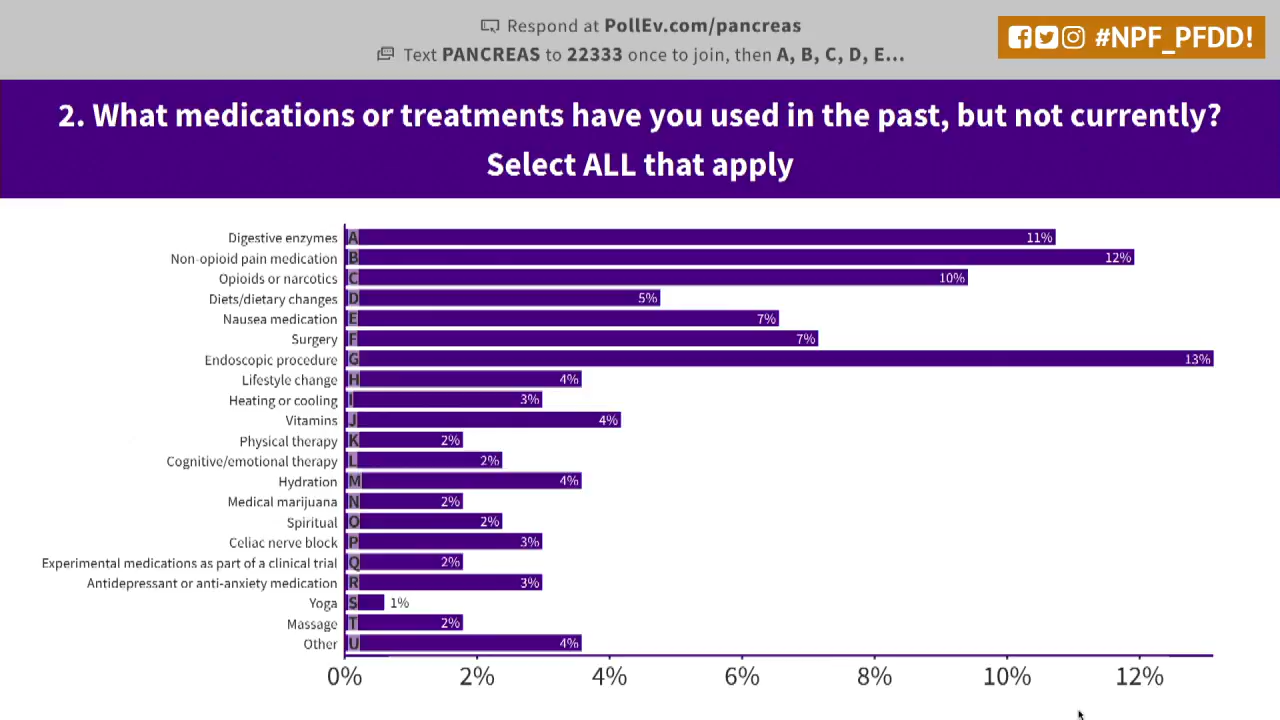 Respond at PollEv.com/pancreas
Text PANCREAS to 22333 once to join, then A, B, C, D, E...
#NPF_PFDD!
2. What medications or treatments have you used in the past, but not currently?
Select ALL that apply
Digestive enzymes A 11%
Non-opioid pain medication B 12%
Opioids or narcotics C 10%
Diets/dietary changes D 5%
Nausea medication E 7%
Surgery F 7%
Endoscopic procedure G 13%
Lifestyle change H 4%
Heating or cooling I 3%
Vitamins J 4%
Physical therapy K 2%
Cognitive/emotional therapy L 2%
Hydration M 4%
Medical marijuana N 2%
Spiritual O 2%
Celiac nerve block P 3%
Experimental medications as part of a clinical trial Q 2%
Antidepressant or anti-anxiety medication R 3%
Yoga S 1%
Massage T 2%
Other U 4%
0% 2% 4% 6% 8% 10% 12%